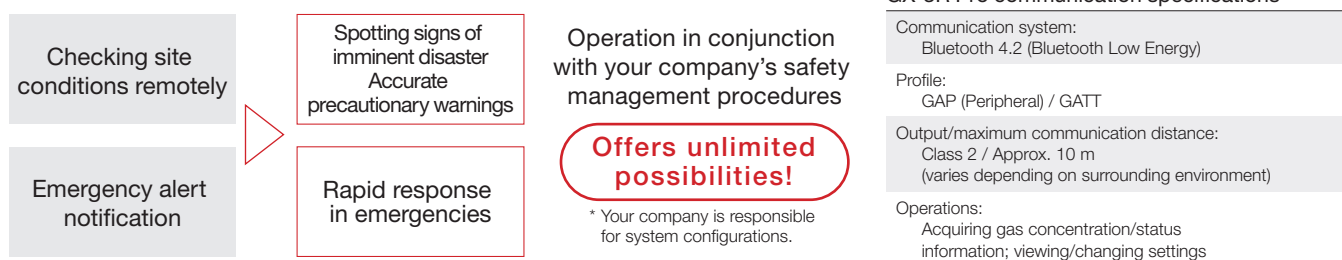 Checking site
conditions remotely
Emergency alert
notification
Spotting signs of
imminent disaster
Accurate
precautionary warnings
Rapid response
in emergencies
Operation in conjunction
with your company's safety
management procedures
Offers unlimited
possibilities!
* Your company is responsible
for system configurations.
communication specifications
Communication system:
Bluetooth 4.2 (Bluetooth Low Energy)
Profile:
GAP (Peripheral) / GATT
Output/maximum communication distance:
Class 2 / Approx. 10 m
(varies depending on surrounding environment)
Operations:
Acquiring gas concentration/status
information; viewing/changing settings